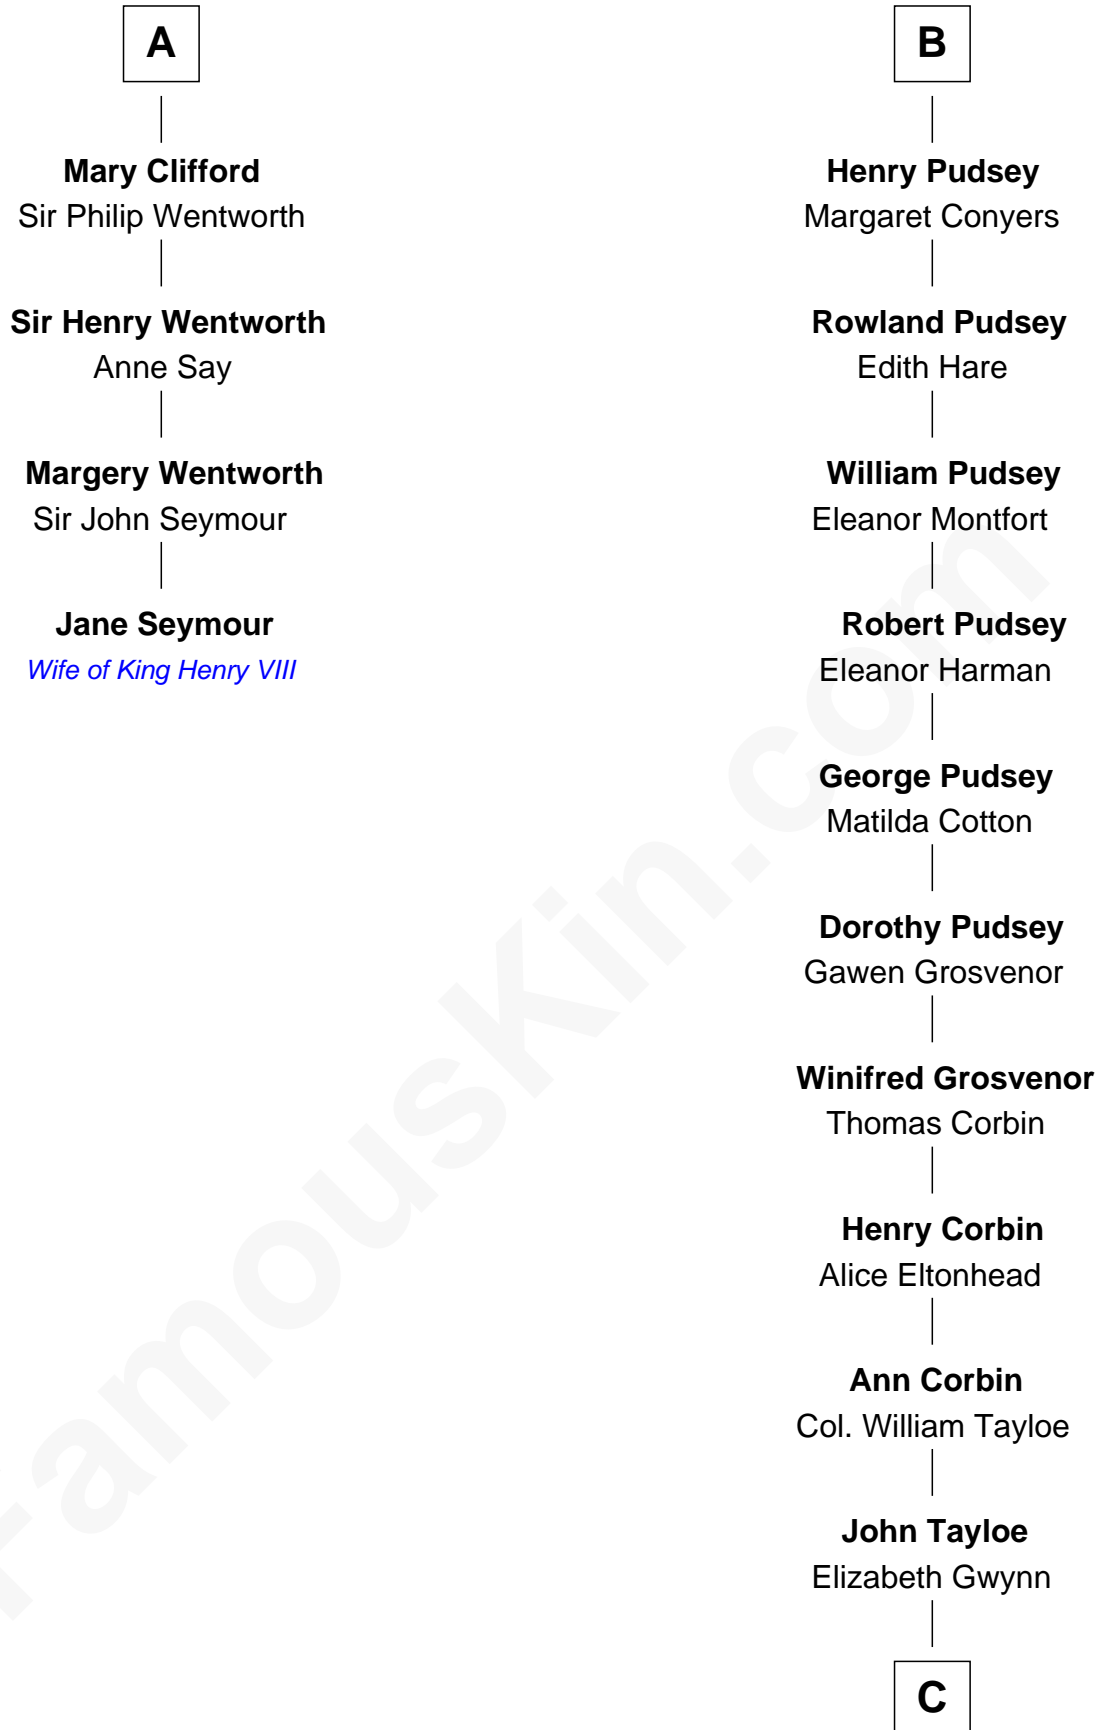 A
Mary Clifford
Sir Philip Wentworth
Sir Henry Wentworth
Anne Say
Margery Wentworth
Sir John Seymour
Jane Seymour
Wife of King Henry VIII
B
Henry Pudsey
Margaret Conyers
Rowland Pudsey
Edith Hare
William Pudsey
Eleanor Montfort
Robert Pudsey
Eleanor Harman
George Pudsey
Matilda Cotton
Dorothy Pudsey
Gawen Grosvenor
Winifred Grosvenor
Thomas Corbin
Henry Corbin
Alice Eltonhead
Ann Corbin
Col. William Tayloe
John Tayloe
Elizabeth Gwynn
C
FamousKin.com